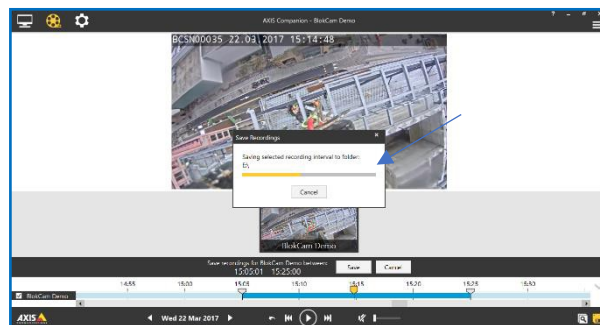 AXIS Companion - BlokCam Demo
BCSN00035 22.03.2017 15:14:48
Save Recordings
Saving selected recording interval to folder:
E:\
Cancel
BlokCam Demo
Save recordings for BlokCam Demo between:
15:05:01 15:25:00
Save Cancel
14:55 15:00 15:05 15:10 15:15 15:20 15:25 15:30
BlokCam Demo
AXIS
Wed 22 Mar 2017